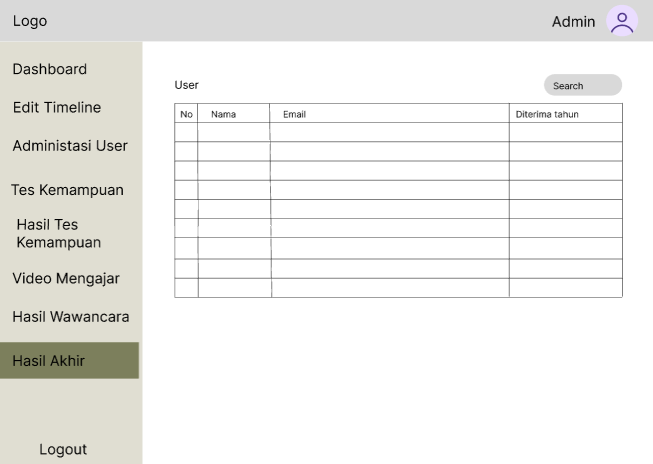 Logo
Admin
Dashboard
Edit Timeline
Administasi User
Tes Kemampuan
Hasil Tes
Kemampuan
Video Mengajar
Hasil Wawancara
Hasil Akhir
Logout
User
Search
No Nama Email Diterima tahun